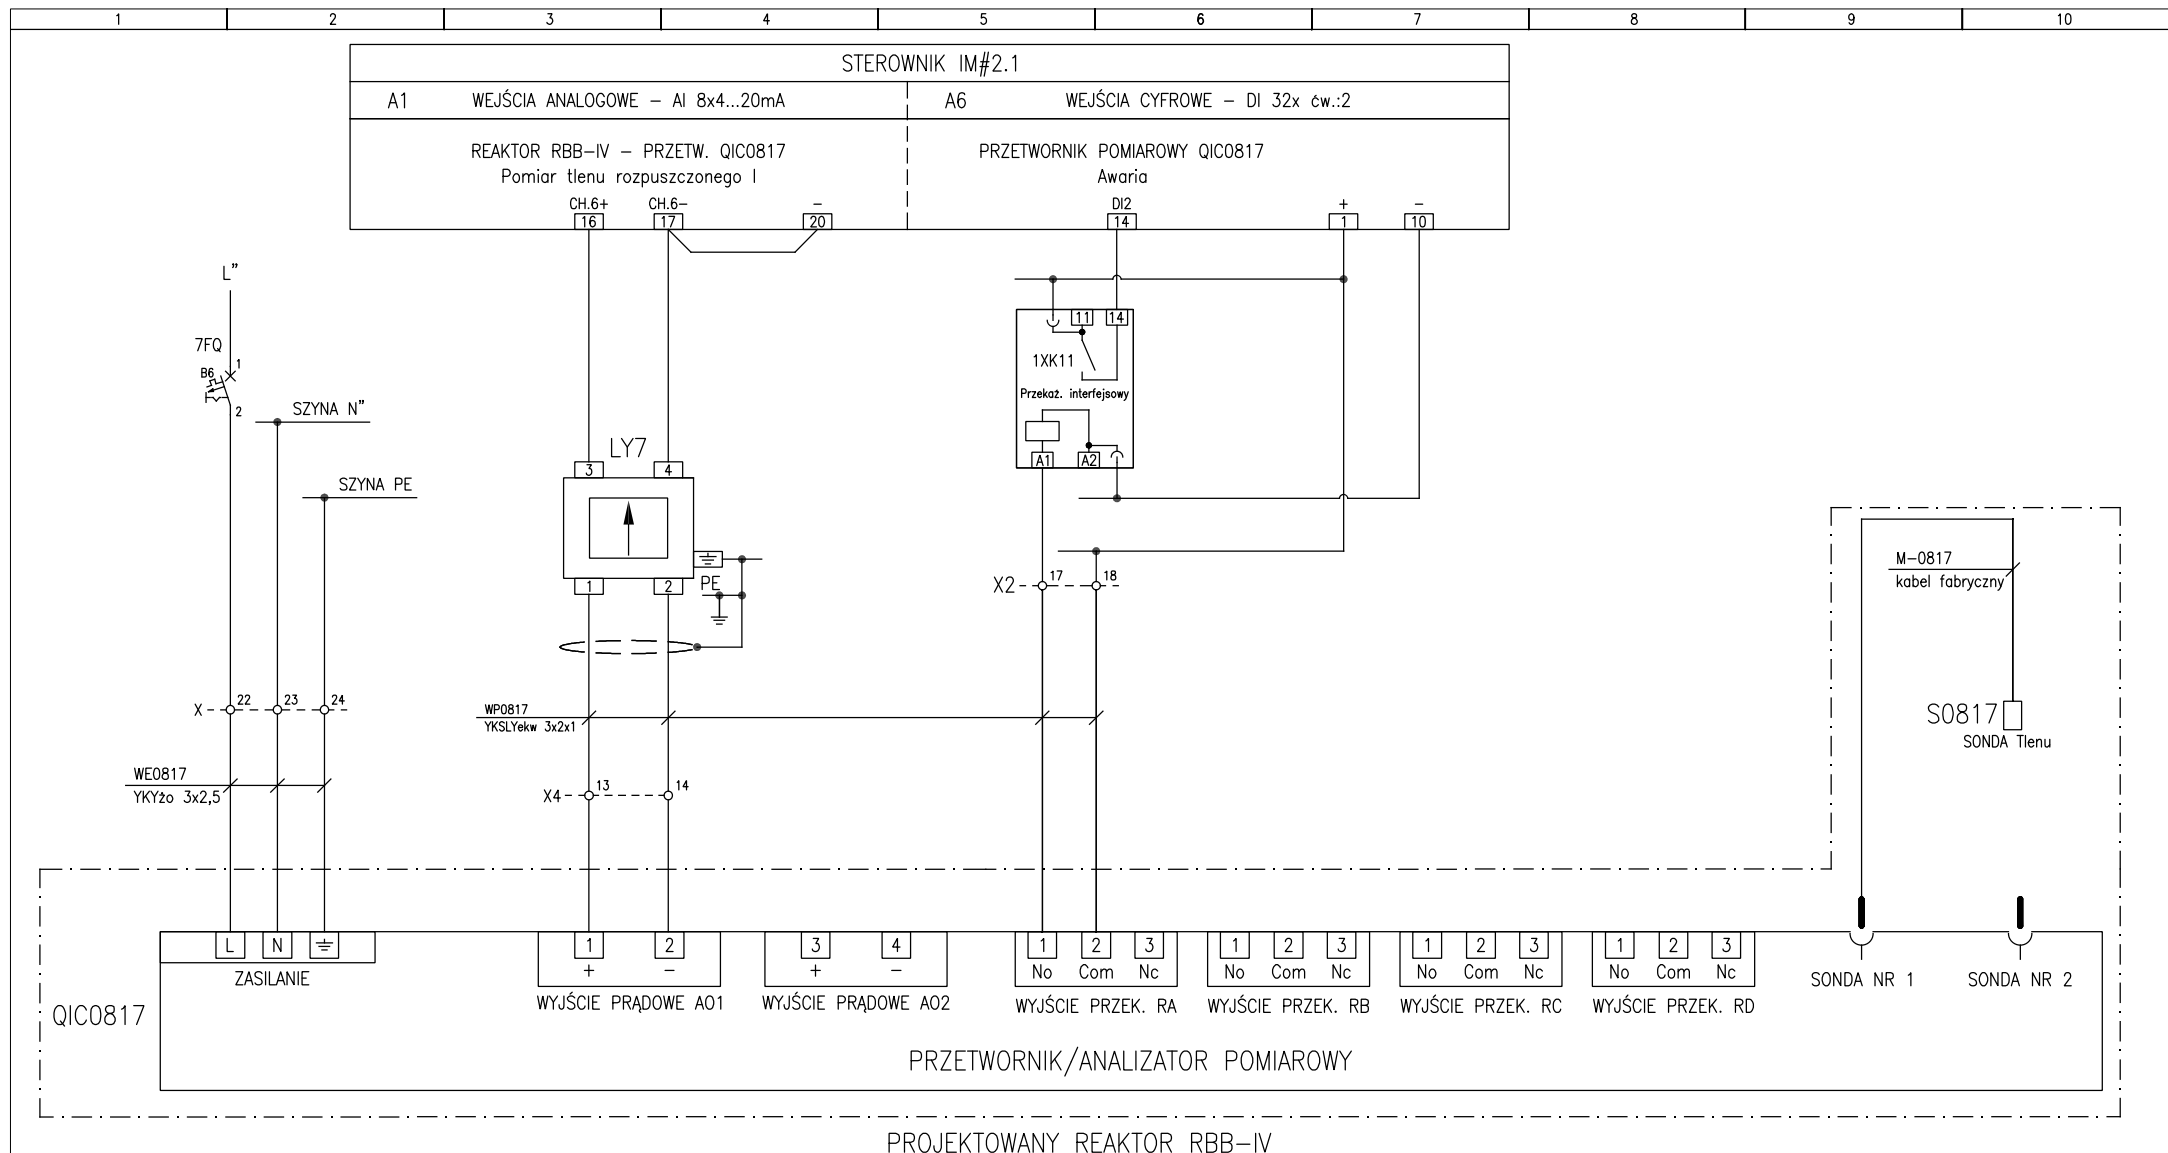 1 2 3 4 5 6 7 8 9 10
STEROWNIK IM#2.1
A1 WEJŚCIA ANALOGOWE – AI 8x4...20mA
A6 WEJŚCIA CYFROWE – DI 32x ćw.:2
REAKTOR RBB–IV – PRZETW. QIC0817
Pomiar tlenu rozpuszczonego I
PRZETWORNIK POMIAROWY QIC0817
Awaria
CH.6+ CH.6– –
16 17 20
DI2 + –
14 1 10
L”
7FQ
1
B6
2
SZYNA N”
SZYNA PE
LY7
3 4
1 2
PE
11 14
1XK11
Przekaź. interfejsowy
A1 A2
X2 17 18
M–0817
kabel fabryczny
S0817
SONDA Tlenu
X 22 23 24
WP0817
YKSLYekw 3x2x1
WE0817
YKYżo 3x2,5
X4 13 14
L N
ZASILANIE
1 2
+ –
WYJŚCIE PRĄDOWE AO1
3 4
+ –
WYJŚCIE PRĄDOWE AO2
1 2 3
No Com Nc
WYJŚCIE PRZEK. RA
1 2 3
No Com Nc
WYJŚCIE PRZEK. RB
1 2 3
No Com Nc
WYJŚCIE PRZEK. RC
1 2 3
No Com Nc
WYJŚCIE PRZEK. RD
SONDA NR 1
SONDA NR 2
QIC0817
PRZETWORNIK/ANALIZATOR POMIAROWY
PROJEKTOWANY REAKTOR RBB–IV